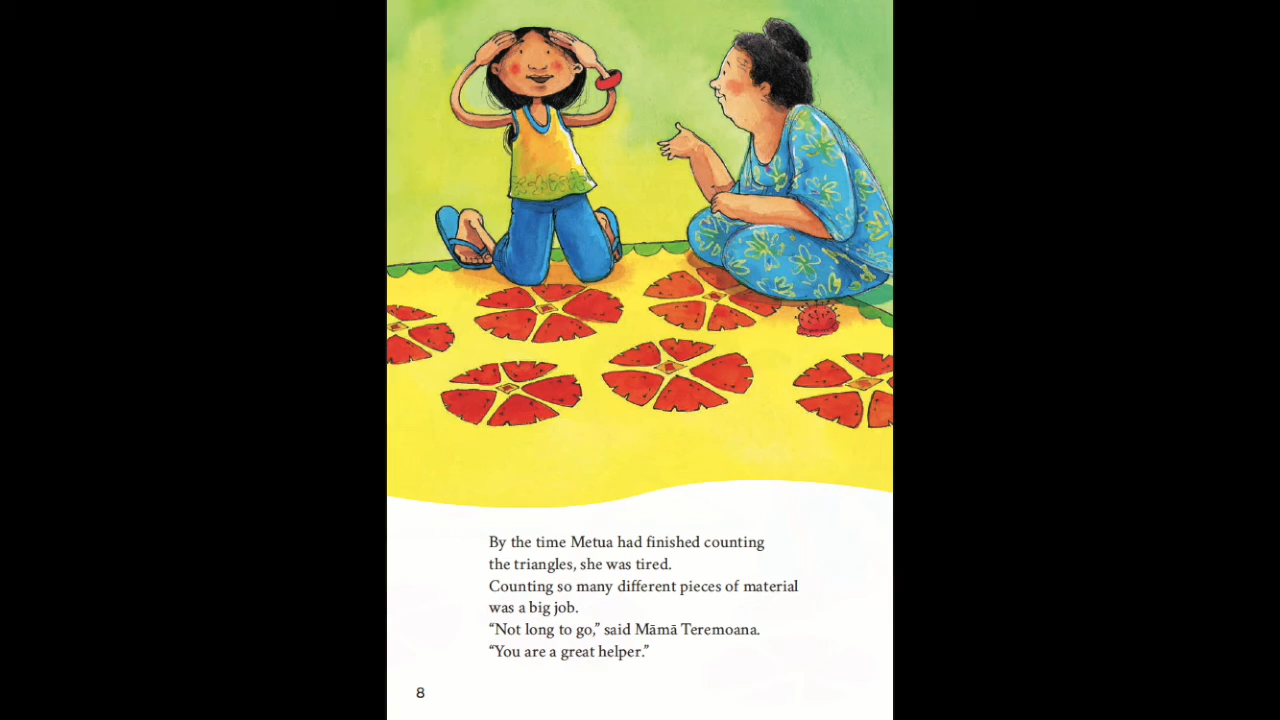 By the time Metua had finished counting
the triangles, she was tired.
Counting so many different pieces of material
was a big job.
“Not long to go,” said Māmā Teremoana.
“You are a great helper.”
8